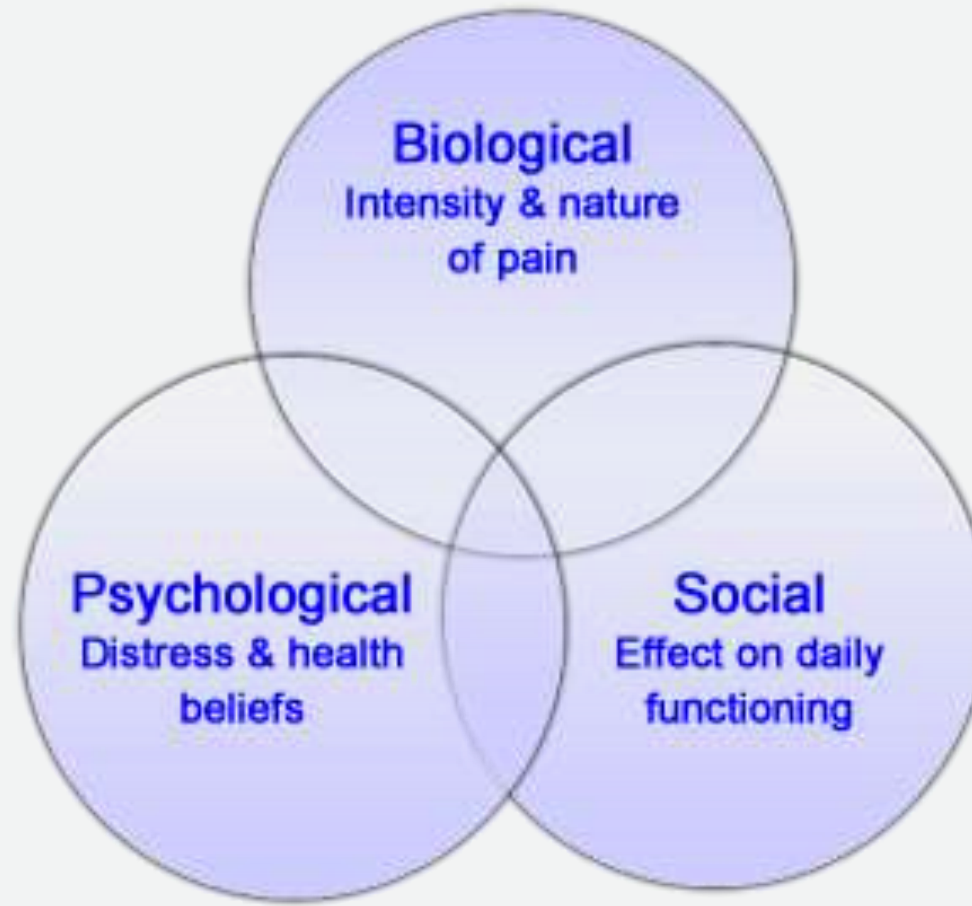 Biological
Intensity & nature
of pain
Psychological
Distress & health
beliefs
Social
Effect on daily
functioning